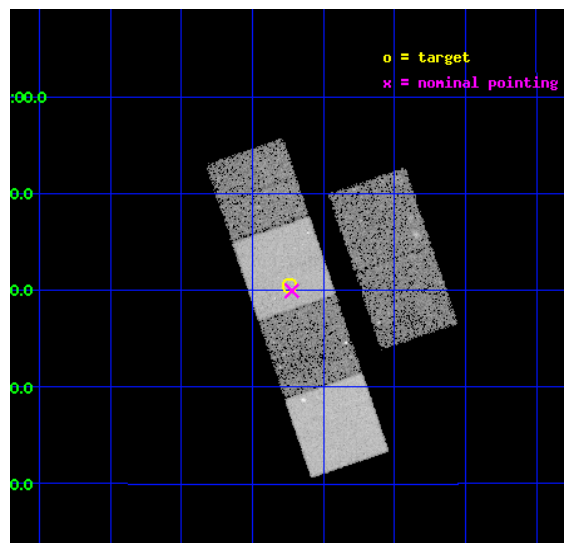 o = target
x = nominal pointing
:00.0
0.0
0.0
0.0
0.0